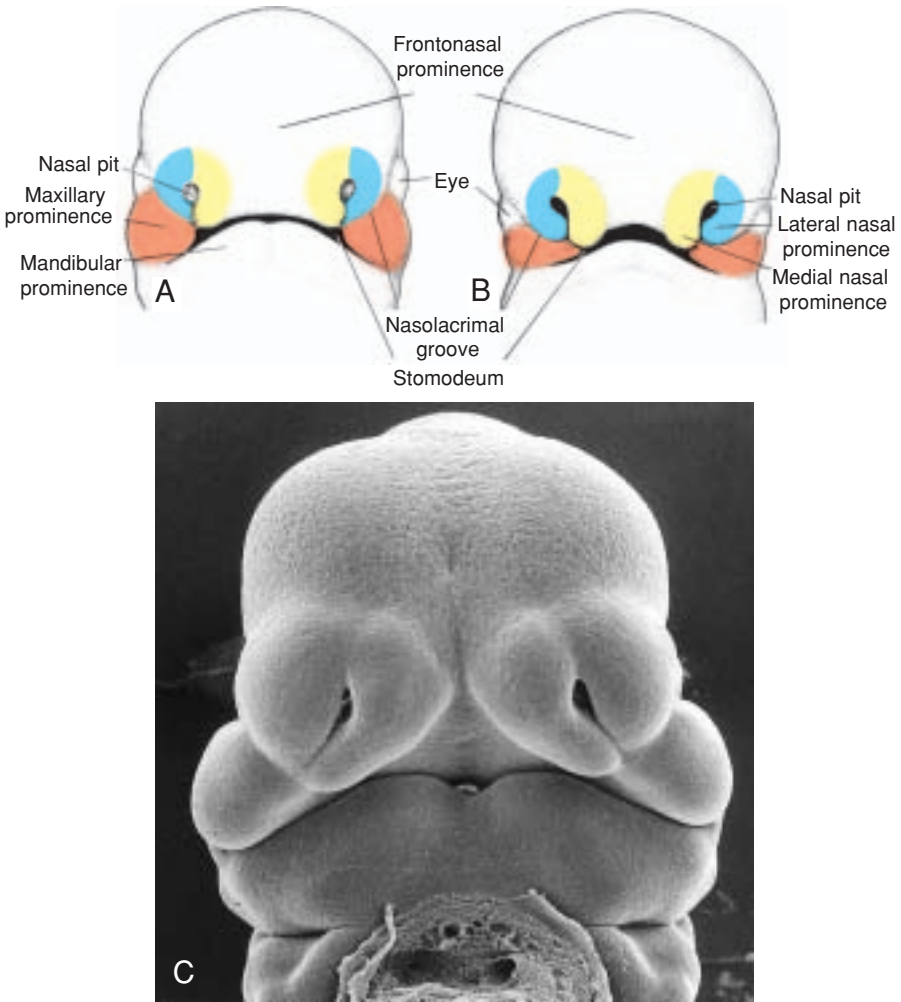 Frontonasal
prominence
Nasal pit
Maxillary
prominence
Mandibular
prominence
A
Eye
B
Nasal pit
Lateral nasal
prominence
Medial nasal
prominence
Nasolacrimal
groove
Stomodeum
C